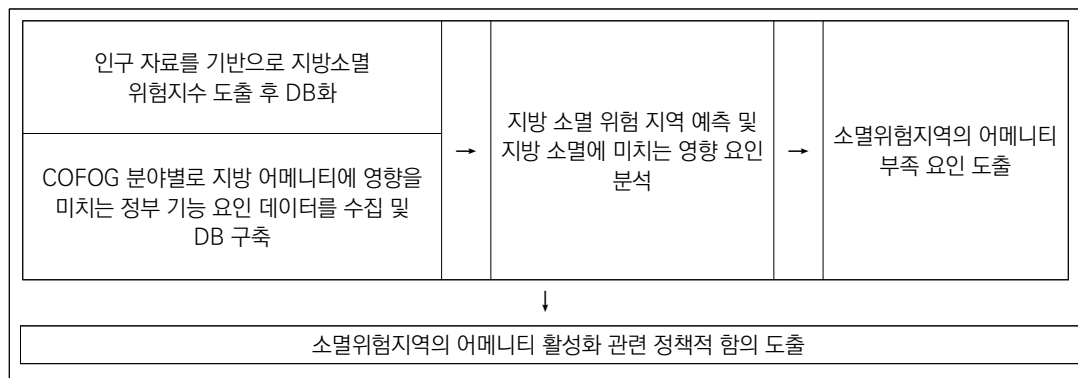 인구 자료를 기반으로 지방소멸
위험지수 도출 후 DB화
COFOG 분야별로 지방 어메니티에 영향을
미치는 정부 기능 요인 데이터를 수집 및
DB 구축
→
지방 소멸 위험 지역 예측 및
지방 소멸에 미치는 영향 요인
분석
→
소멸위험지역의 어메니티
부족 요인 도출
↓
소멸위험지역의 어메니티 활성화 관련 정책적 함의 도출